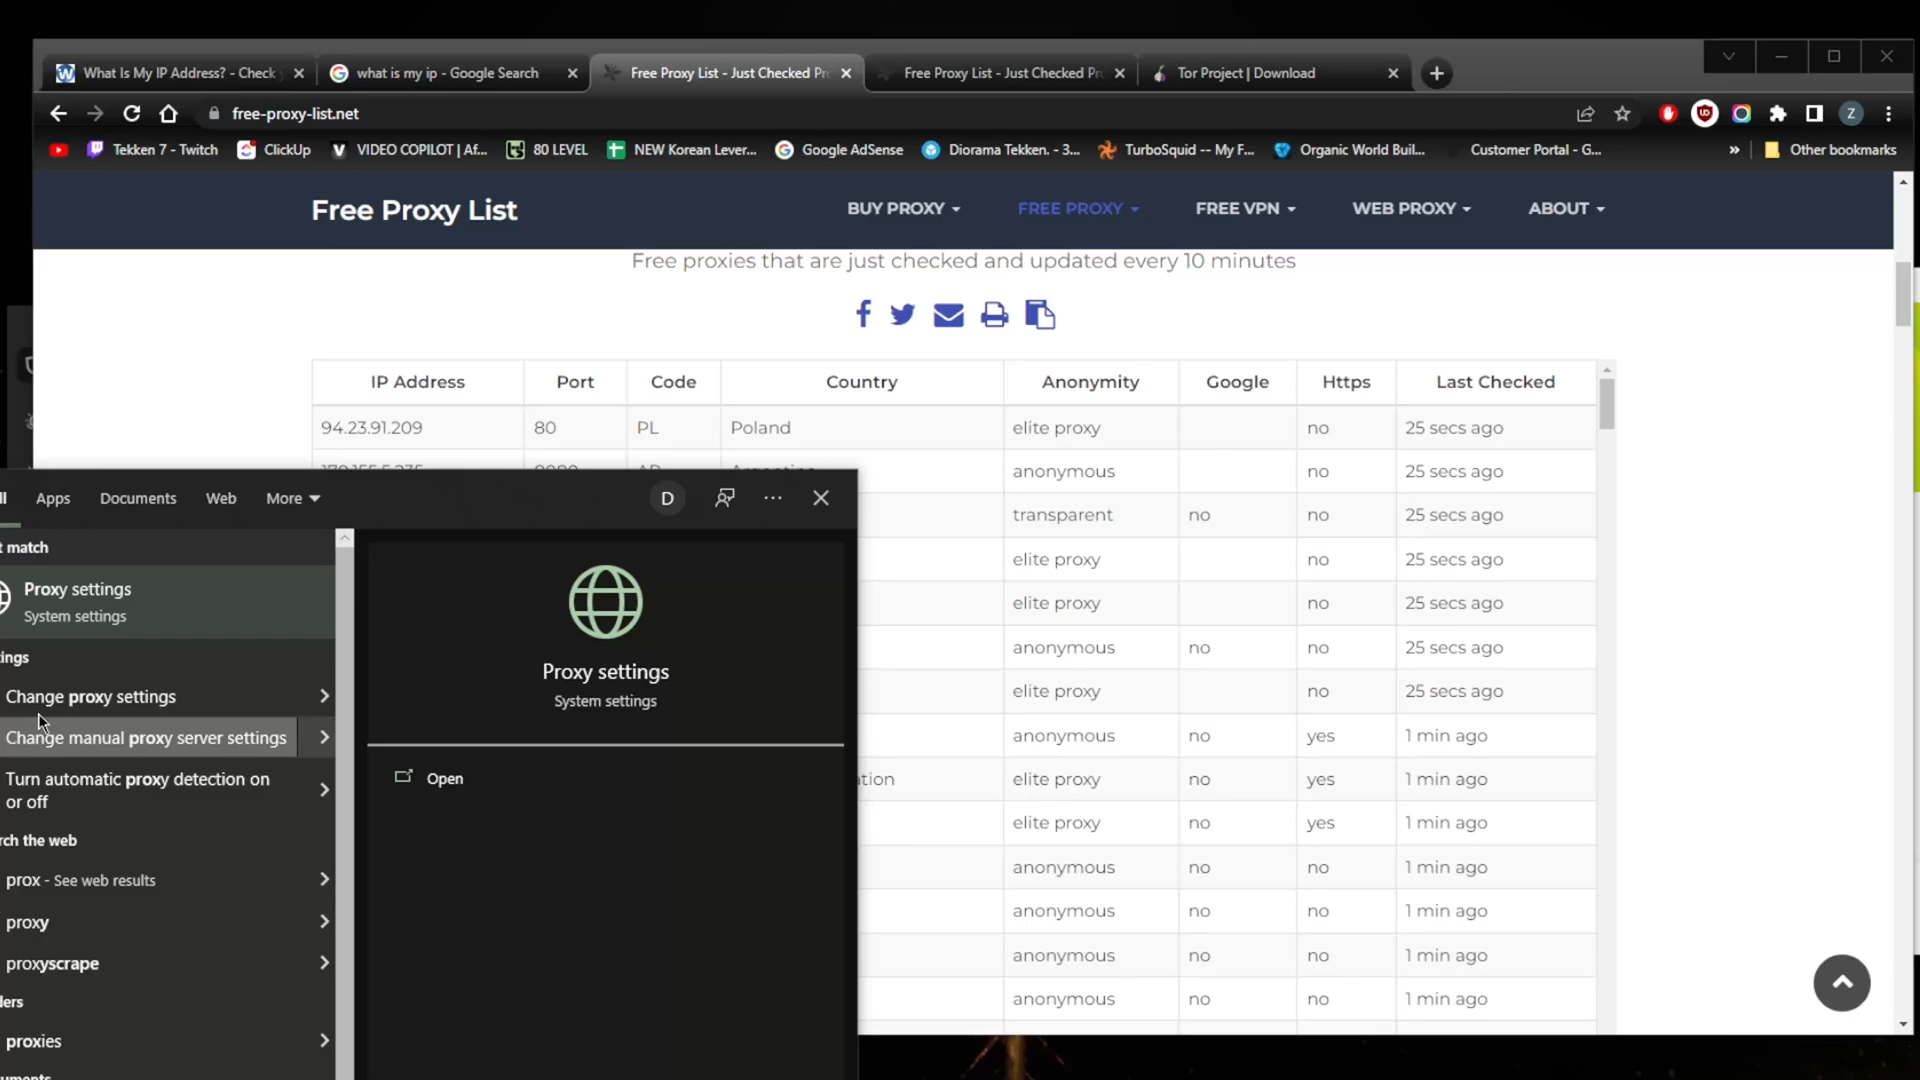 What Is My IP Address? - Check
what is my ip - Google Search
Free Proxy List - Just Checked Pr
Free Proxy List - Just Checked Pr
Tor Project | Download
free-proxy-list.net
Z
Tekken 7 - Twitch
ClickUp
VIDEO COPILOT | Af...
80 LEVEL
NEW Korean Lever...
Google AdSense
Diorama Tekken. - 3...
TurboSquid -- My F...
Organic World Buil...
Customer Portal - G...
»
Other bookmarks
Free Proxy List
BUY PROXY
FREE PROXY
FREE VPN
WEB PROXY
ABOUT
Free proxies that are just checked and updated every 10 minutes
IP Address Port Code Country Anonymity Google Https Last Checked
94.23.91.209 80 PL Poland elite proxy no 25 secs ago
anonymous no 25 secs ago
transparent no no 25 secs ago
elite proxy no 25 secs ago
elite proxy no 25 secs ago
anonymous no no 25 secs ago
elite proxy no 25 secs ago
anonymous no yes 1 min ago
tion elite proxy no yes 1 min ago
elite proxy no yes 1 min ago
anonymous no no 1 min ago
anonymous no no 1 min ago
anonymous no no 1 min ago
anonymous no no 1 min ago
ll Apps Documents Web More
D
t match
Proxy settings
System settings
ings
Change proxy settings
Change manual proxy server settings
Turn automatic proxy detection on
or off
rch the web
prox - See web results
proxy
proxyscrape
ders
proxies
Proxy settings
System settings
Open